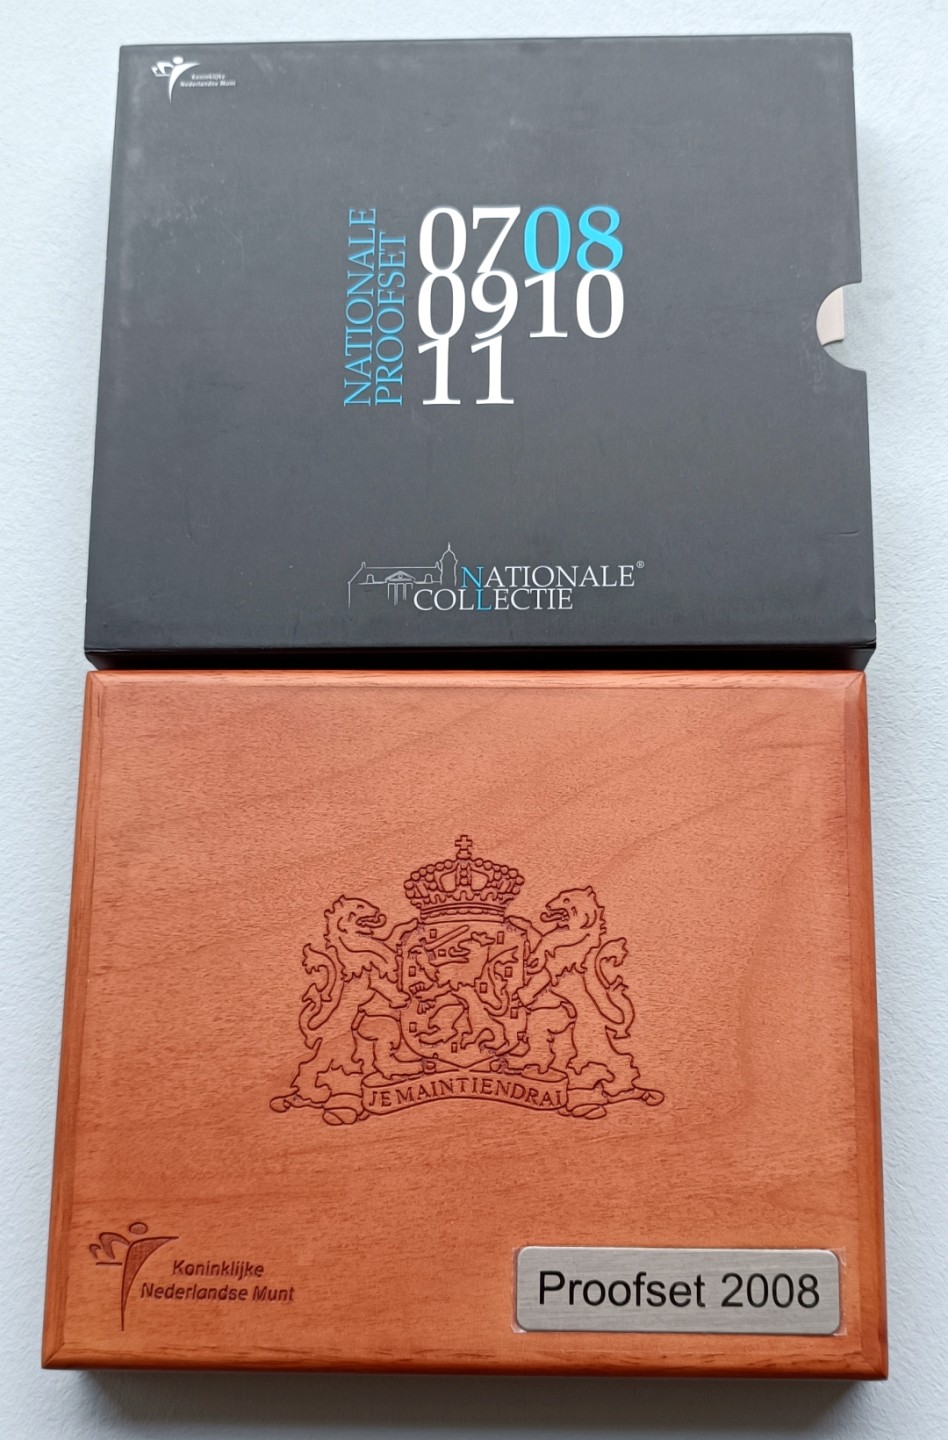 Koninklijke
Nederlandse Munt
NATIONALE
PROOFSET
0708
0910
11
NATIONALE®
COLLECTIE
JE MAINTIENDRAI
Koninklijke
Nederlandse Munt
Proofset 2008